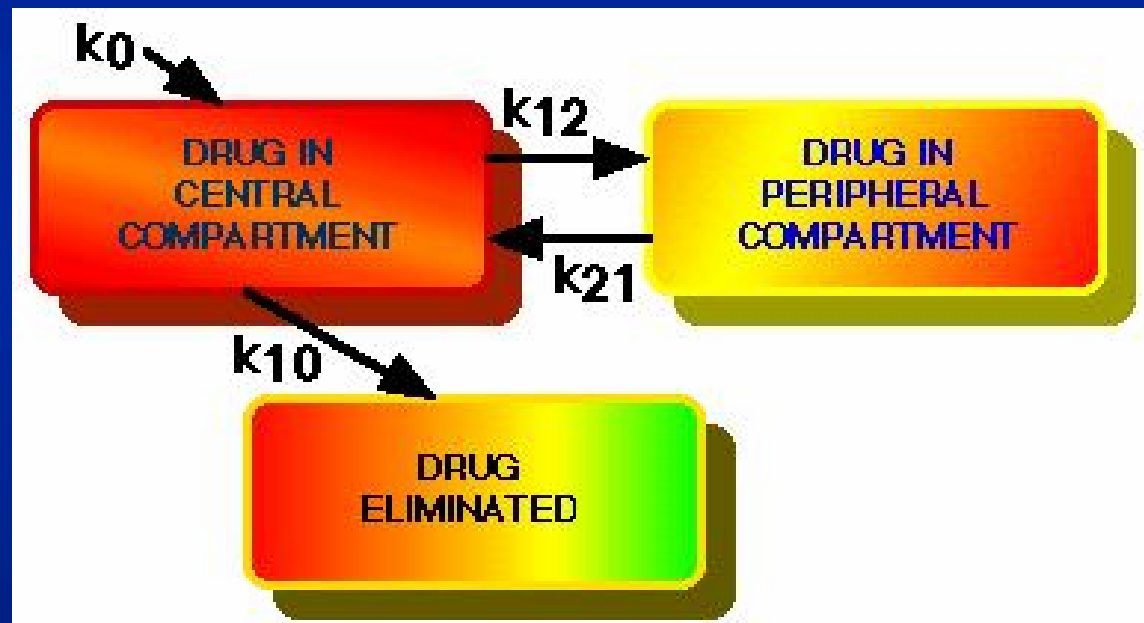 k0
DRUG IN
CENTRAL
COMPARTMENT
k12
DRUG IN
PERIPHERAL
COMPARTMENT
k21
k10
DRUG
ELIMINATED